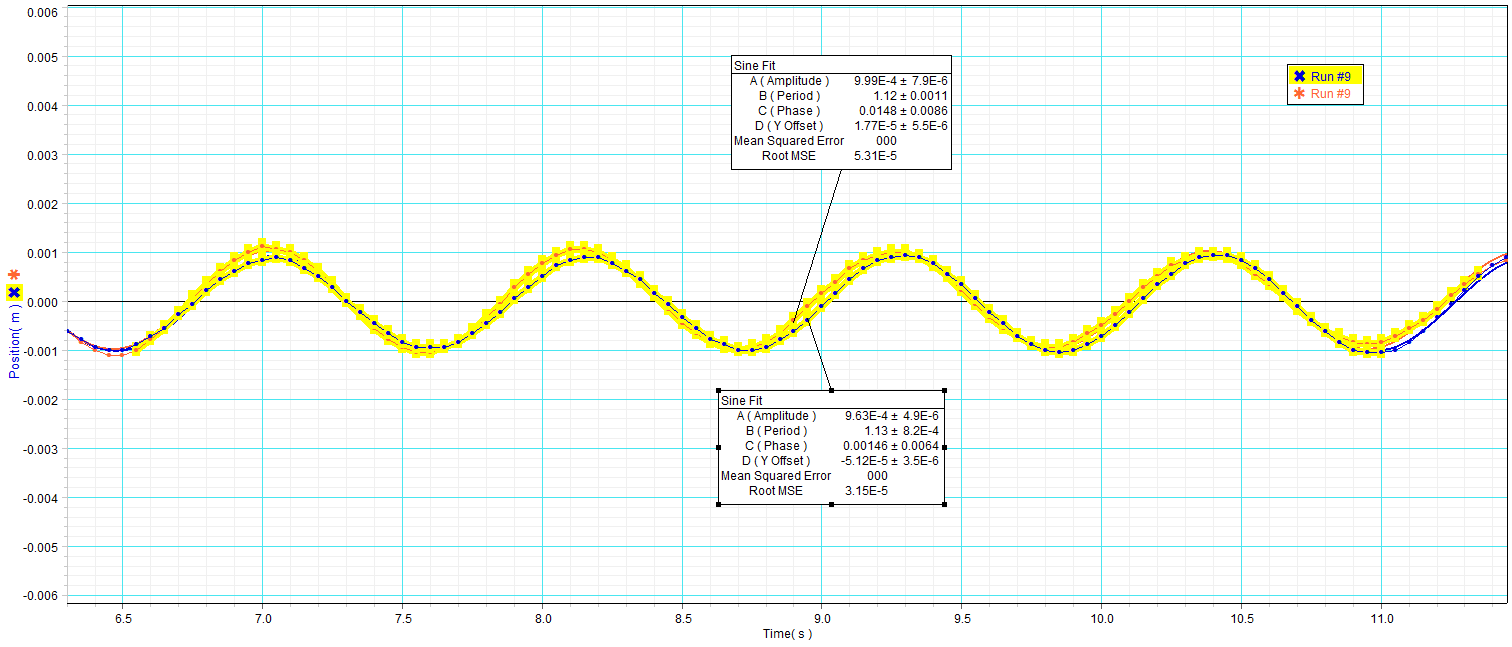 0.006
0.005
0.004
0.003
0.002
0.001
0.000
-0.001
-0.002
-0.003
-0.004
-0.005
-0.006
Position( m )
Sine Fit
A ( Amplitude ) 9.99E-4 ± 7.9E-6
B ( Period ) 1.12 ± 0.0011
C ( Phase ) 0.0148 ± 0.0086
D ( Y Offset ) 1.77E-5 ± 5.5E-6
Mean Squared Error 000
Root MSE 5.31E-5
Run #9
Run #9
Sine Fit
A ( Amplitude ) 9.63E-4 ± 4.9E-6
B ( Period ) 1.13 ± 8.2E-4
C ( Phase ) 0.00146 ± 0.0064
D ( Y Offset ) -5.12E-5 ± 3.5E-6
Mean Squared Error 000
Root MSE 3.15E-5
6.5 7.0 7.5 8.0 8.5 9.0 9.5 10.0 10.5 11.0
Time( s )